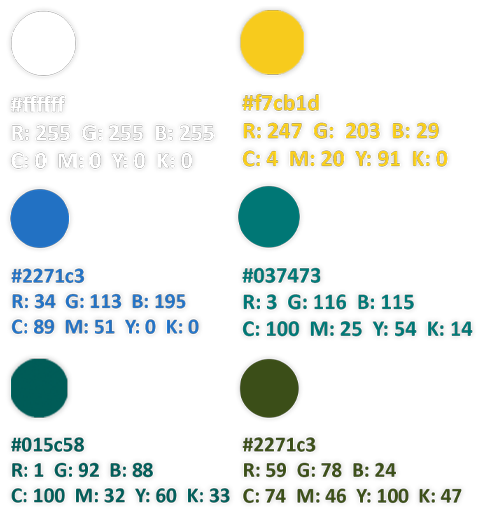 #ffffff
R: 255 G: 255 B: 255
C: 0 M: 0 Y: 0 K: 0
#f7cb1d
R: 247 G: 203 B: 29
C: 4 M: 20 Y: 91 K: 0
#2271c3
R: 34 G: 113 B: 195
C: 89 M: 51 Y: 0 K: 0
#037473
R: 3 G: 116 B: 115
C: 100 M: 25 Y: 54 K: 14
#015c58
R: 1 G: 92 B: 88
C: 100 M: 32 Y: 60 K: 33
#2271c3
R: 59 G: 78 B: 24
C: 74 M: 46 Y: 100 K: 47